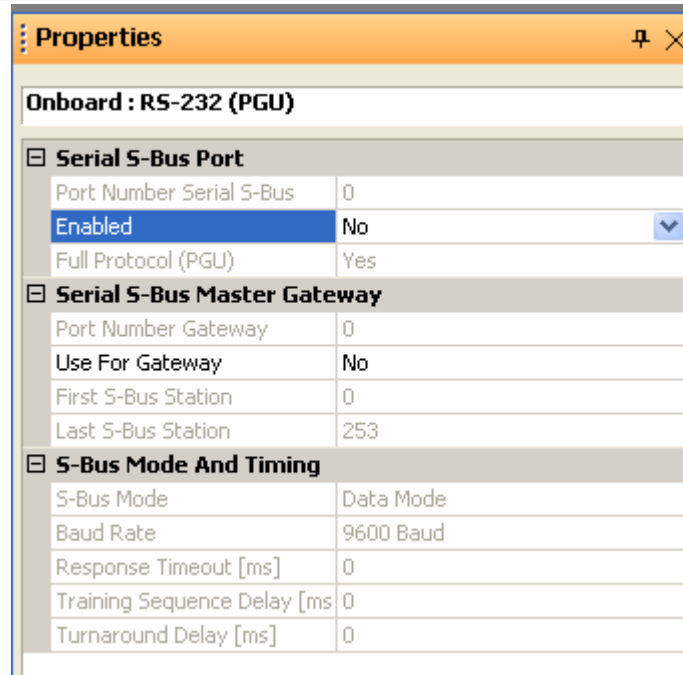 Properties
Onboard : RS-232 (PGU)
Serial S-Bus Port
Port Number Serial S-Bus 0
Enabled No
Full Protocol (PGU) Yes
Serial S-Bus Master Gateway
Port Number Gateway 0
Use For Gateway No
First S-Bus Station 0
Last S-Bus Station 253
S-Bus Mode And Timing
S-Bus Mode Data Mode
Baud Rate 9600 Baud
Response Timeout [ms] 0
Training Sequence Delay [ms 0
Turnaround Delay [ms] 0